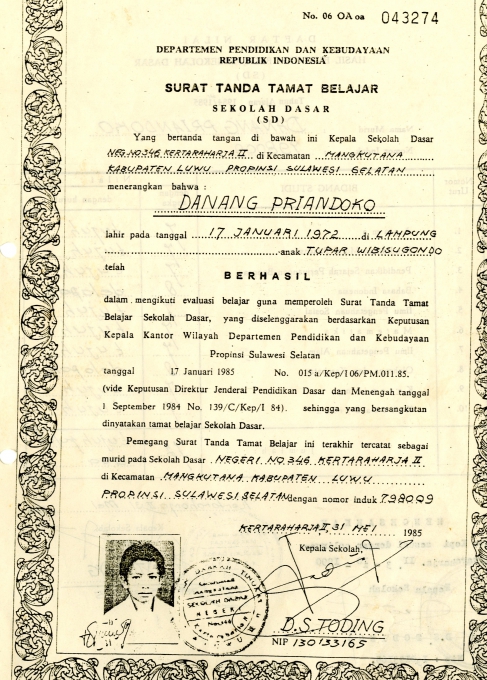 No. 06 OA oa 043274
DEPARTEMEN PENDIDIKAN DAN KEBUDAYAAN
REPUBLIK INDONESIA
SURAT TANDA TAMAT BELAJAR
SEKOLAH DASAR
(SD)
Yang bertanda tangan di bawah ini Kepala Sekolah Dasar
NEG. NO 346 KERTARAHARJA II di Kecamatan MANGKUTANA
KABUPATEN LUWU PROPINSI SULAWESI SELATAN
menerangkan bahwa :
DANANG PRIANDOKO
lahir pada tanggal 17 JANUARI 1972 di LAMPUNG
anak TUPAR WIBISUGONDO
telah
BERHASIL
dalam mengikuti evaluasi belajar guna memperoleh Surat Tanda Tamat
Belajar Sekolah Dasar, yang diselenggarakan berdasarkan Keputusan
Kepala Kantor Wilayah Departemen Pendidikan dan Kebudayaan
Propinsi Sulawesi Selatan
tanggal 17 Januari 1985 No. 015 a/Kep/I06/PM.011.85.
(vide Keputusan Direktur Jenderal Pendidikan Dasar dan Menengah tanggal
1 September 1984 No. 139/C/Kep/I 84). sehingga yang bersangkutan
dinyatakan tamat belajar Sekolah Dasar.
Pemegang Surat Tanda Tamat Belajar ini terakhir tercatat sebagai
murid pada Sekolah Dasar NEGERI NO 346 KERTARAHARJA II
di Kecamatan MANGKUTANA KABUPATEN LUWU
PROPINSI SULAWESI SELATAN dengan nomor induk 798009
KERTARAHARJA II, 31 MEI 1985
Kepala Sekolah,
SEKOLAH DASAR
D.S. TODING
NIP 130133165